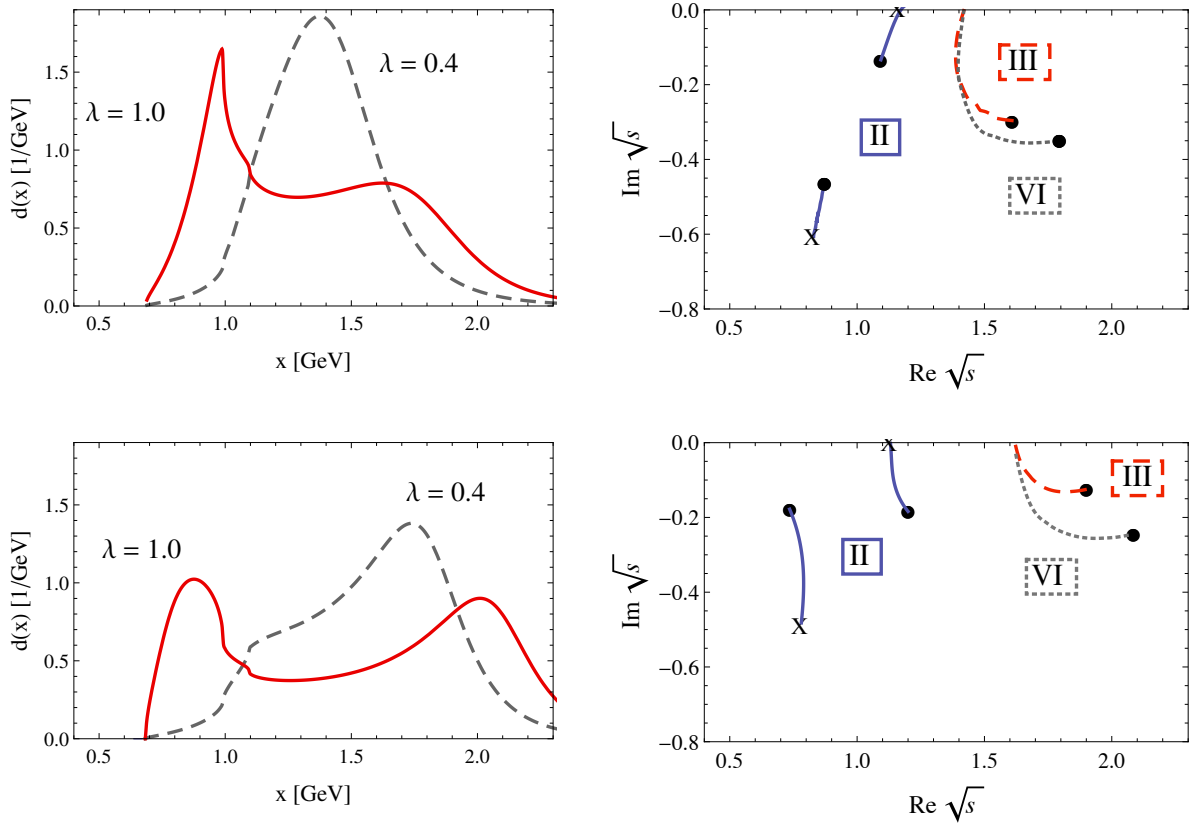 λ = 1.0
λ = 0.4
d(x) [1/GeV]
0.0
0.5
1.0
1.5
0.5
1.0
1.5
2.0
x [GeV]
X
III
II
VI
X
Im √s
0.0
−0.2
−0.4
−0.6
−0.8
0.5
1.0
1.5
2.0
Re √s
λ = 0.4
λ = 1.0
d(x) [1/GeV]
0.0
0.5
1.0
1.5
0.5
1.0
1.5
2.0
x [GeV]
X
III
II
VI
X
Im √s
0.0
−0.2
−0.4
−0.6
−0.8
0.5
1.0
1.5
2.0
Re √s